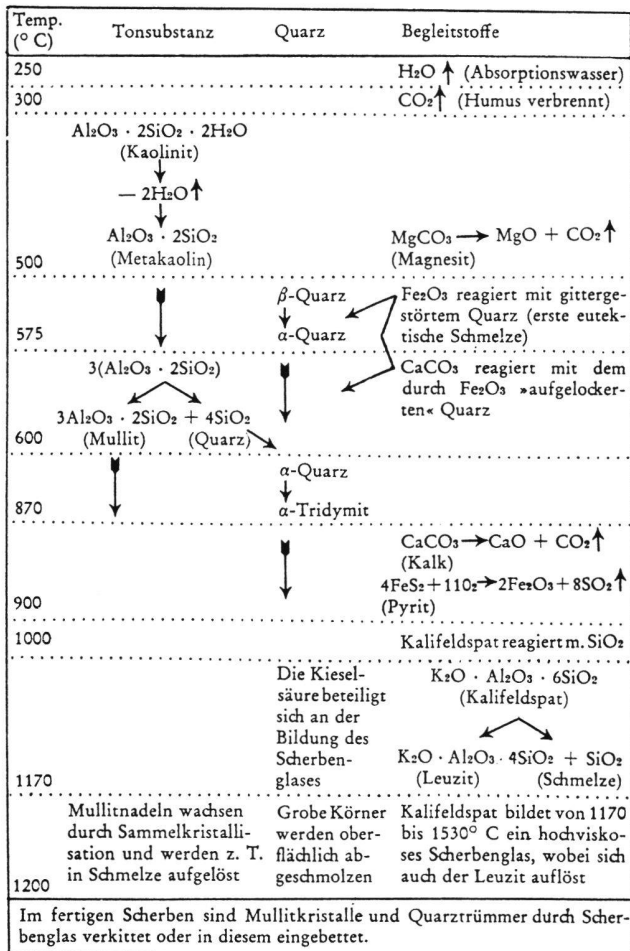 Temp. (° C) Tonsubstanz Quarz Begleitstoffe
250 H2O ↑ (Absorptionswasser)
300 CO2 ↑ (Humus verbrennt)
Al2O3 · 2SiO2 · 2H2O
(Kaolinit)
— 2H2O ↑
Al2O3 · 2SiO2
(Metakaolin)
MgCO3 → MgO + CO2 ↑
(Magnesit)
500
β-Quarz
α-Quarz
Fe2O3 reagiert mit gitterge-
störtem Quarz (erste eutek-
tische Schmelze)
575
3(Al2O3 · 2SiO2)
3Al2O3 · 2SiO2 + 4SiO2
(Mullit) (Quarz)
CaCO3 reagiert mit dem
durch Fe2O3 »aufgelocker-
ten« Quarz
600
α-Quarz
α-Tridymit
870
CaCO3 → CaO + CO2 ↑
(Kalk)
4FeS2 + 11O2 → 2Fe2O3 + 8SO2 ↑
(Pyrit)
900
1000 Kalifeldspat reagiert m. SiO2
Die Kiesel-
säure beteiligt
sich an der
Bildung des
Scherben-
glases
K2O · Al2O3 · 6SiO2
(Kalifeldspat)
K2O · Al2O3 · 4SiO2 + SiO2
(Leuzit) (Schmelze)
1170
Mullitnadeln wachsen
durch Sammelkristalli-
sation und werden z. T.
in Schmelze aufgelöst
Grobe Körner
werden ober-
flächlich ab-
geschmolzen
Kalifeldspat bildet von 1170
bis 1530° C ein hochvisko-
ses Scherbenglas, wobei sich
auch der Leuzit auflöst
1200
Im fertigen Scherben sind Mullitkristalle und Quarztrümmer durch Scher-
benglas verkittet oder in diesem eingebettet.